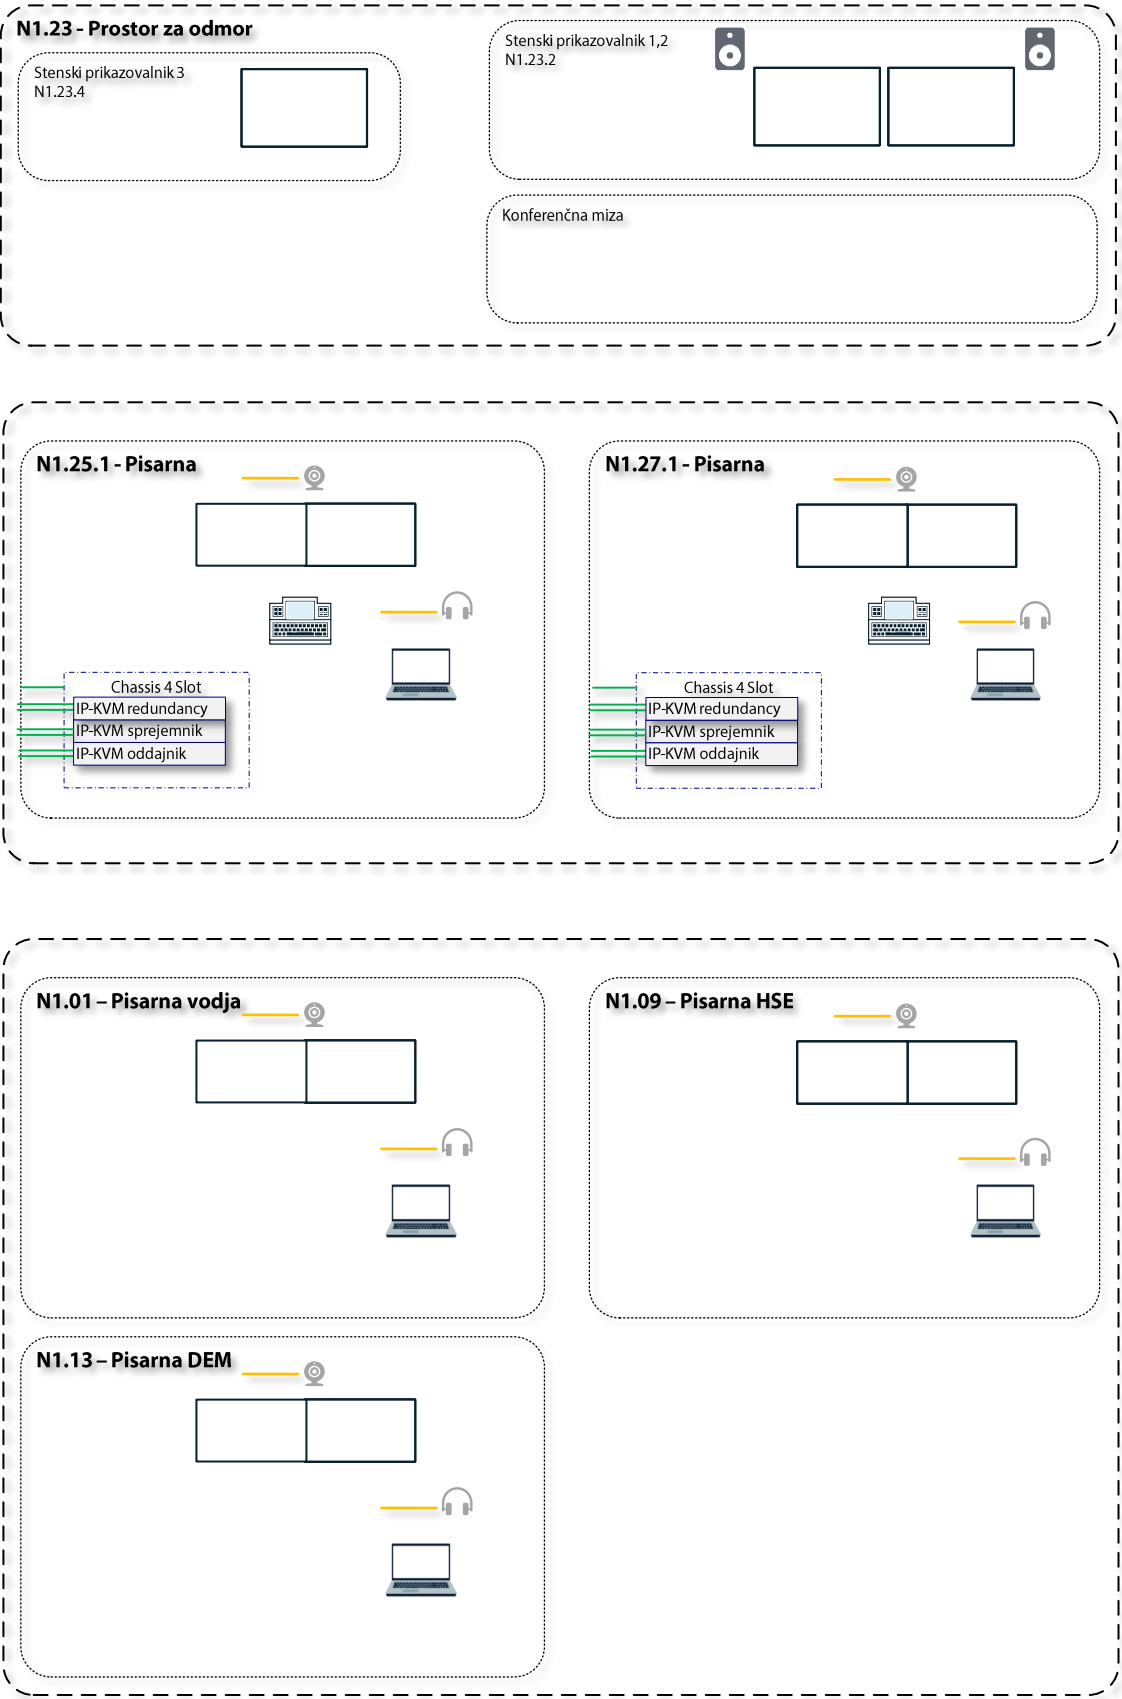 N1.23 - Prostor za odmor
Stenski prikazovalnik 3
N1.23.4
Stenski prikazovalnik 1,2
N1.23.2
Konferenčna miza
N1.25.1 - Pisarna
Chassis 4 Slot
IP-KVM redundancy
IP-KVM sprejemnik
IP-KVM oddajnik
N1.27.1 - Pisarna
Chassis 4 Slot
IP-KVM redundancy
IP-KVM sprejemnik
IP-KVM oddajnik
N1.01 – Pisarna vodja
N1.09 – Pisarna HSE
N1.13 – Pisarna DEM